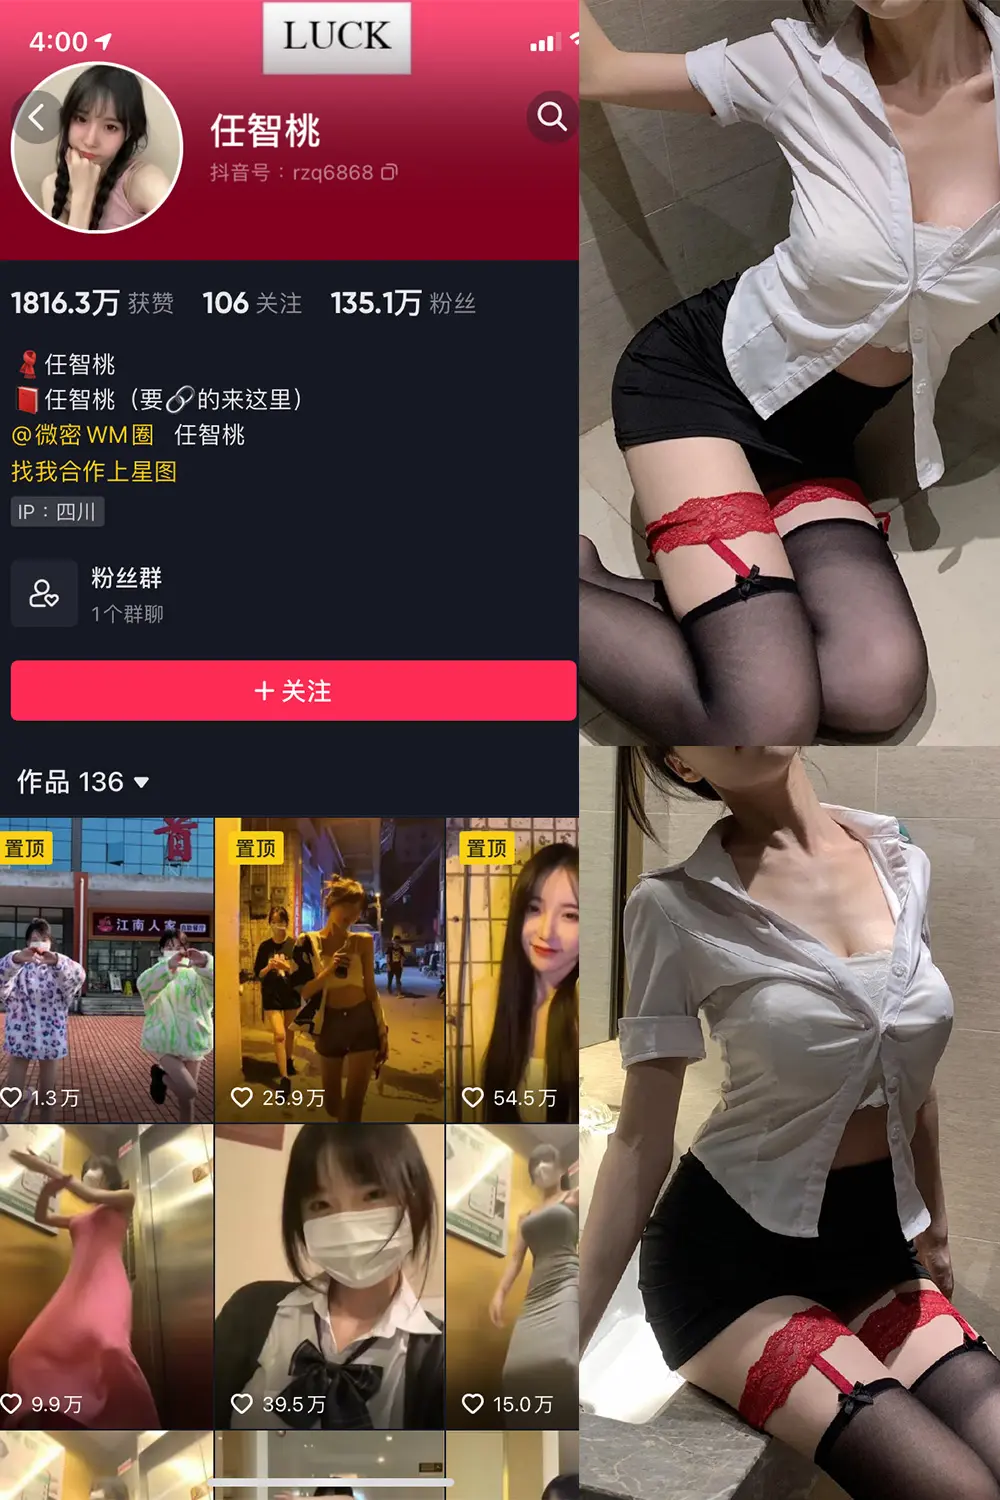 4:00
LUCK
任智桃
抖音号：rzq6868
1816.3万 获赞 106 关注 135.1万 粉丝
任智桃
任智桃（要🔗的来这里）
@微密WM圈 任智桃
找我合作上星图
IP：四川
粉丝群
1个群聊
+ 关注
作品 136
置顶 置顶 置顶
江南人家
1.3万 25.9万 54.5万
9.9万 39.5万 15.0万